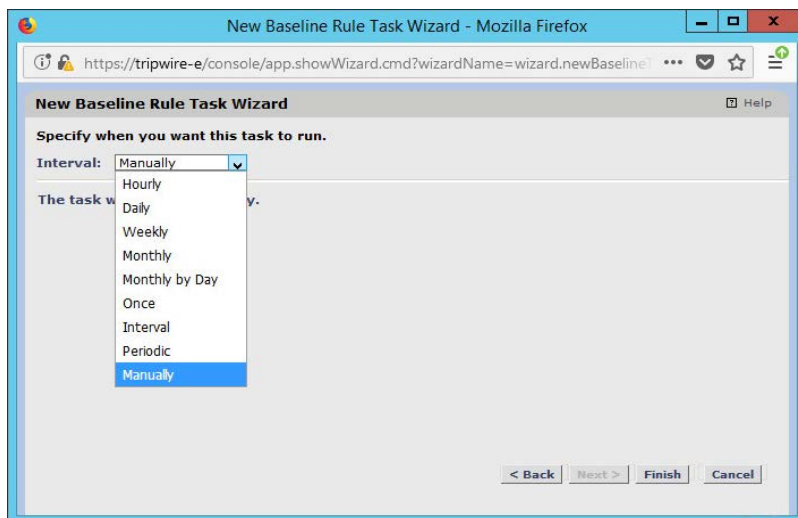 New Baseline Rule Task Wizard - Mozilla Firefox
https://tripwire-e/console/app.showWizard.cmd?wizardName=wizard.newBaseline
New Baseline Rule Task Wizard
? Help
Specify when you want this task to run.
Interval: Manually
Hourly
The task w y.
Daily
Weekly
Monthly
Monthly by Day
Once
Interval
Periodic
Manually
< Back Next > Finish Cancel